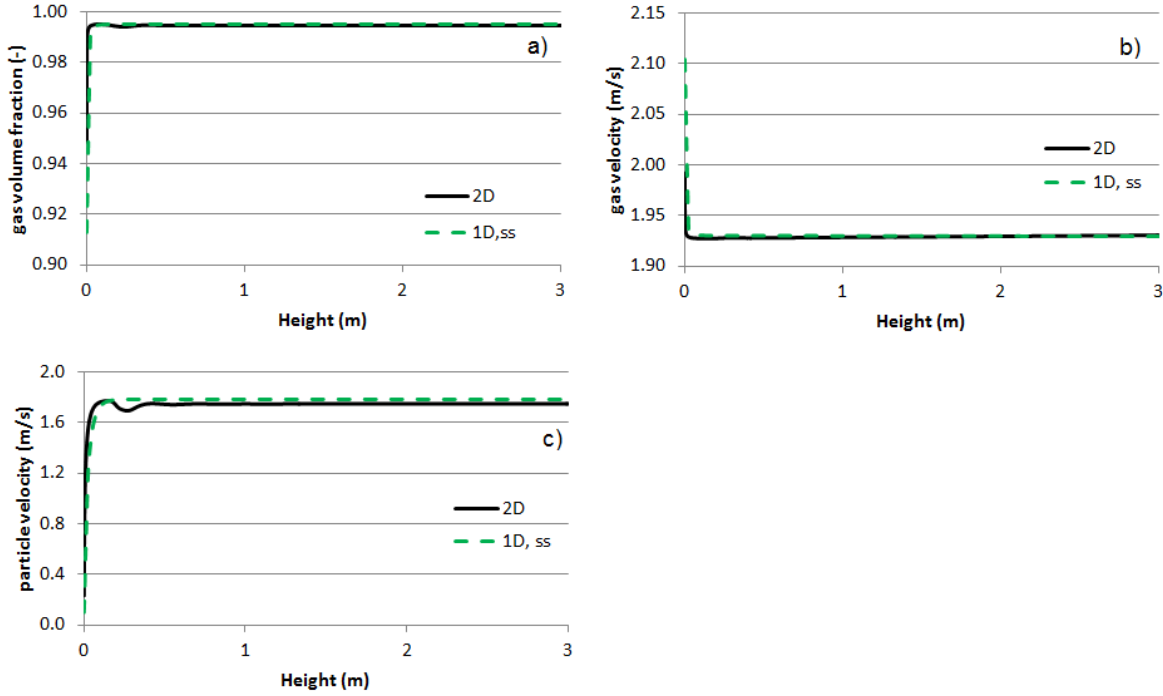 1.00
0.98
0.96
0.94
0.92
0.90
gas volume fraction (-)
a)
2D
1D,ss
0 1 2 3
Height (m)
2.15
2.10
2.05
2.00
1.95
1.90
gas velocity (m/s)
b)
2D
1D, ss
0 1 2 3
Height (m)
2.0
1.6
1.2
0.8
0.4
0.0
particle velocity (m/s)
c)
2D
1D, ss
0 1 2 3
Height (m)